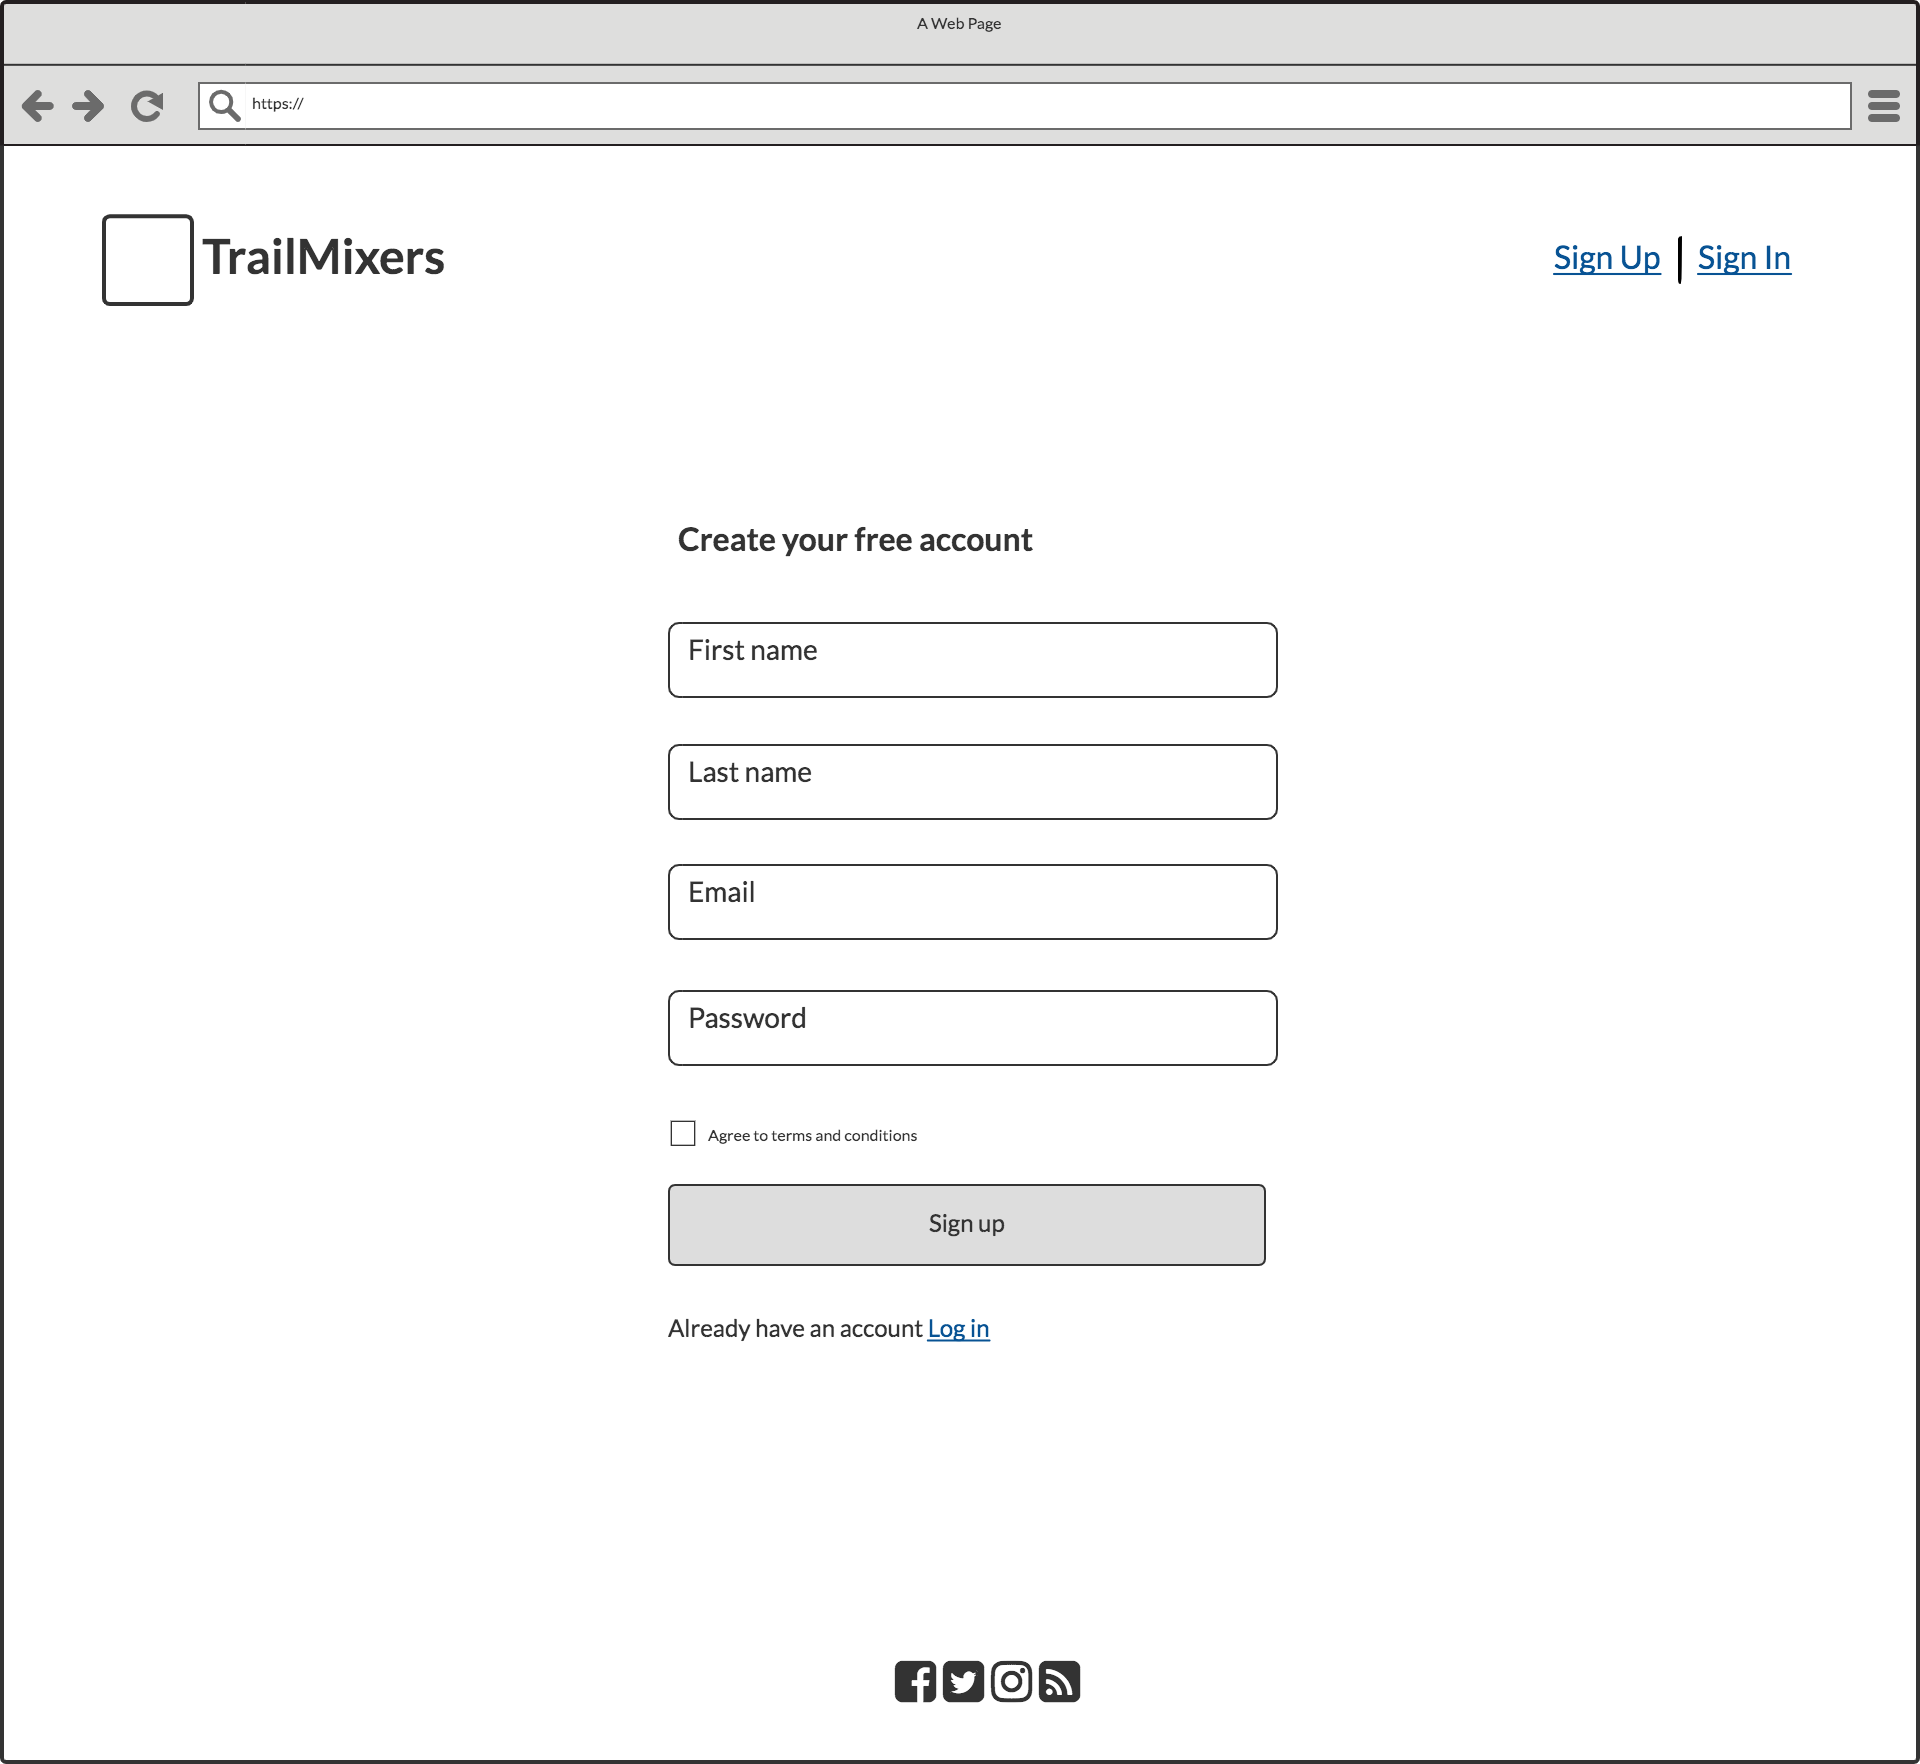 A Web Page
https://
TrailMixers
Sign Up
Sign In
Create your free account
First name
Last name
Email
Password
Agree to terms and conditions
Sign up
Already have an account Log in